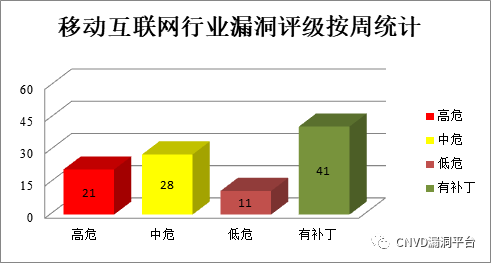 移动互联网行业漏洞评级按周统计
60
45
30
15
0
21
28
11
41
高危
中危
低危
有补丁
高危
中危
低危
有补丁
CNVD漏洞平台